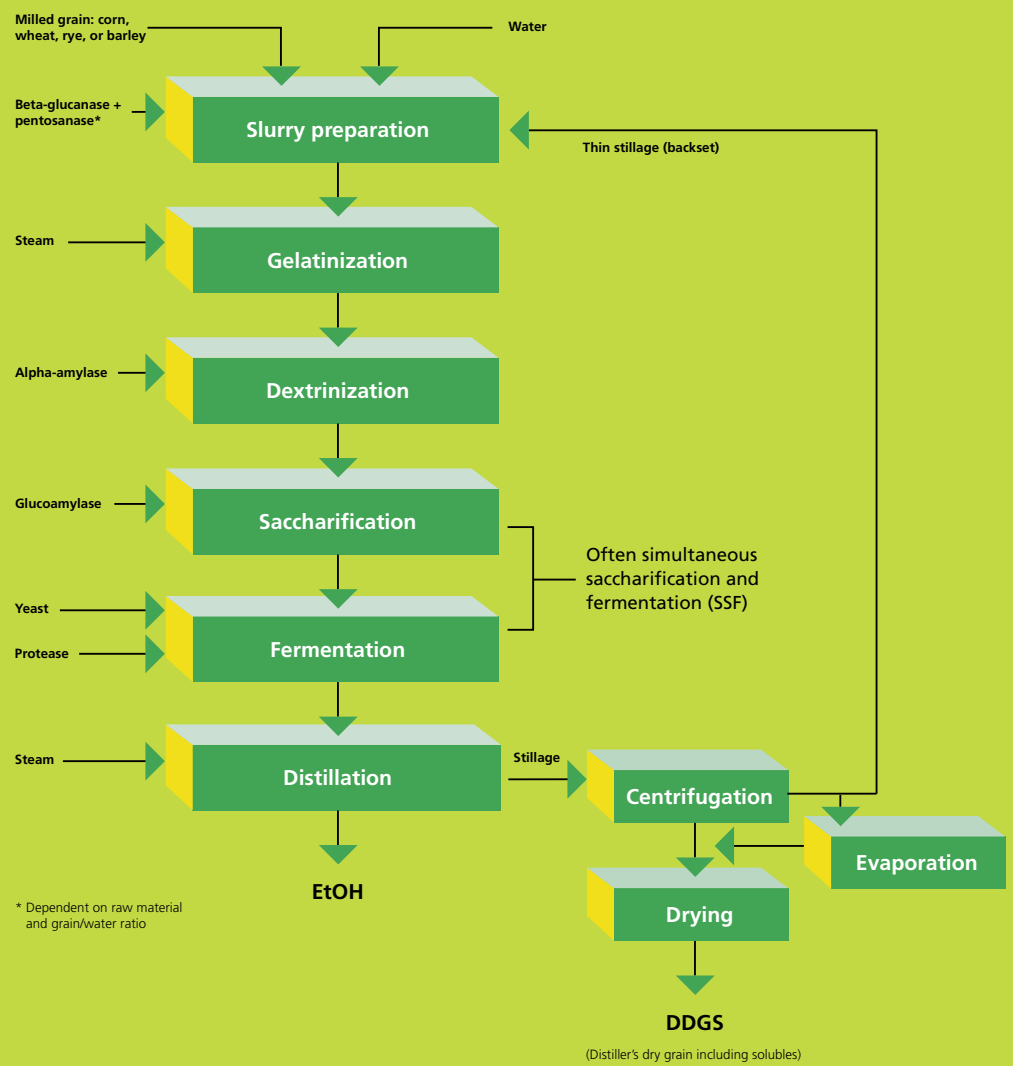 Milled grain: corn,
wheat, rye, or barley
Water
Beta-glucanase +
pentosanase*
Slurry preparation
Thin stillage (backset)
Steam
Gelatinization
Alpha-amylase
Dextrinization
Glucoamylase
Saccharification
Often simultaneous
saccharification and
fermentation (SSF)
Yeast
Protease
Fermentation
Steam
Distillation
Stillage
Centrifugation
Evaporation
EtOH
Drying
* Dependent on raw material
and grain/water ratio
DDGS
(Distiller’s dry grain including solubles)